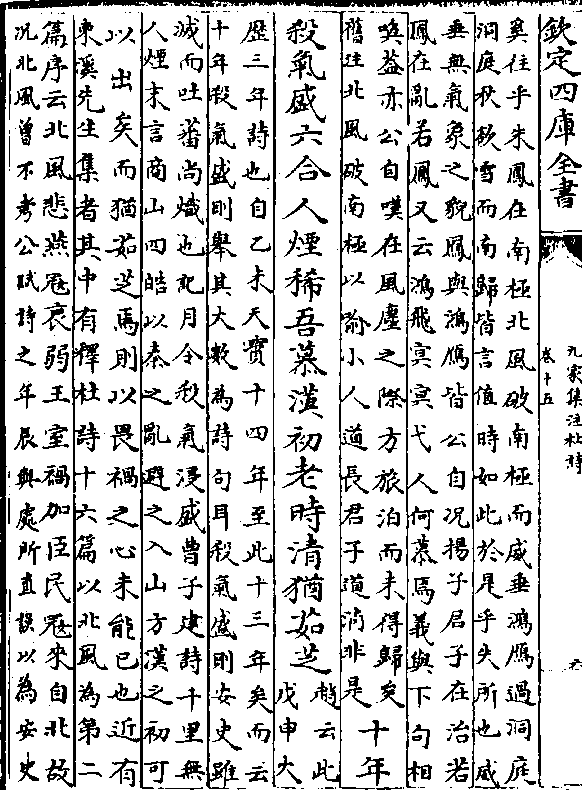 欽定四庫全書
九家集注杜詩
卷十五
奚往乎朱鳳在南極北風破南極而威垂鴻鴈過洞庭
洞庭秋欲雪而南歸皆言值時如此於是乎失所也威
垂無氣象之貌鳳與鴻鴈皆公自況揚子君子在治若
鳳在亂若鳳又云鴻飛冥冥弋人何慕焉義與下句相
喚蓋亦公自嘆在風塵之際方旅泊而未得歸矣
舊注北風破南極以喻小人道長君子道消非是
十年
殺氣盛六合人煙稀吾慕漢初老時清猶茹芝
趙云此
戊申大
歷三年詩也自乙未天寶十四年至此十三年矣而云
十年殺氣盛則舉其大數為詩句耳殺氣盛則安史雖
滅而吐蕃尚熾也記月令殺氣浸盛曹子建詩千里無
人煙末言商山四皓以秦之亂避之入山方漢之初可
以出矣而猶茹芝焉則以畏禍之心未能已也近有
東溪先生集者其中有釋杜詩十六篇以北風為第二
篇序云北風悲燕寇衰弱王室禍加臣民寇來自北故
況北風曾不考公賦詩之年辰與處所直誤以為安史